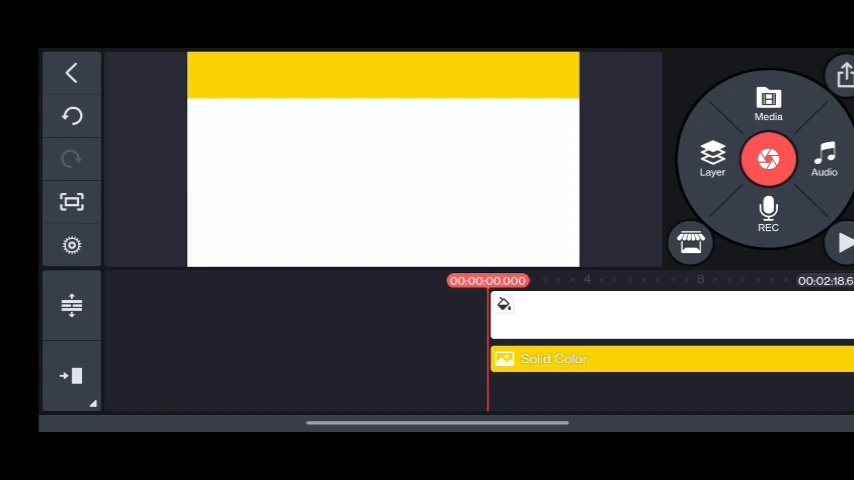 Media
Layer
Audio
REC
00:00:00.000
4
8
00:02:18.6
Solid Color